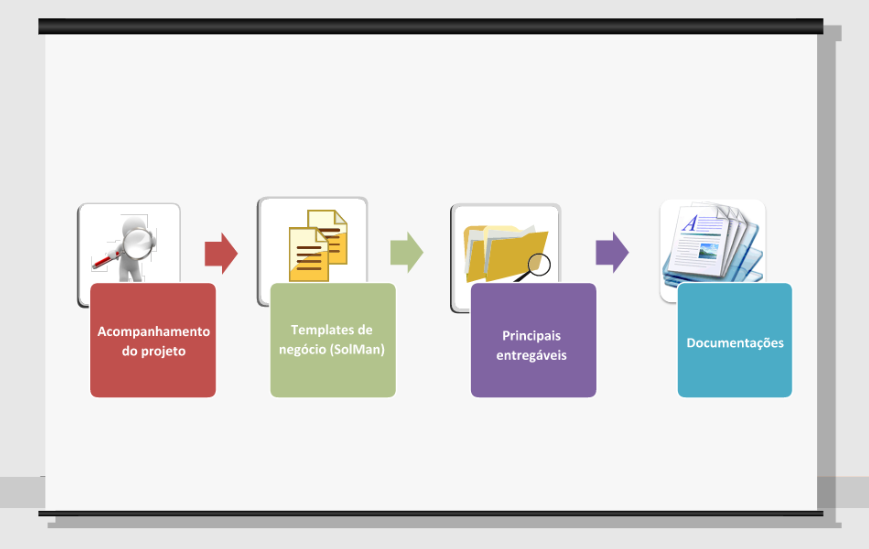 Acompanhamento
do projeto
Templates de
negócio (SolMan)
Principais
entregáveis
Documentações